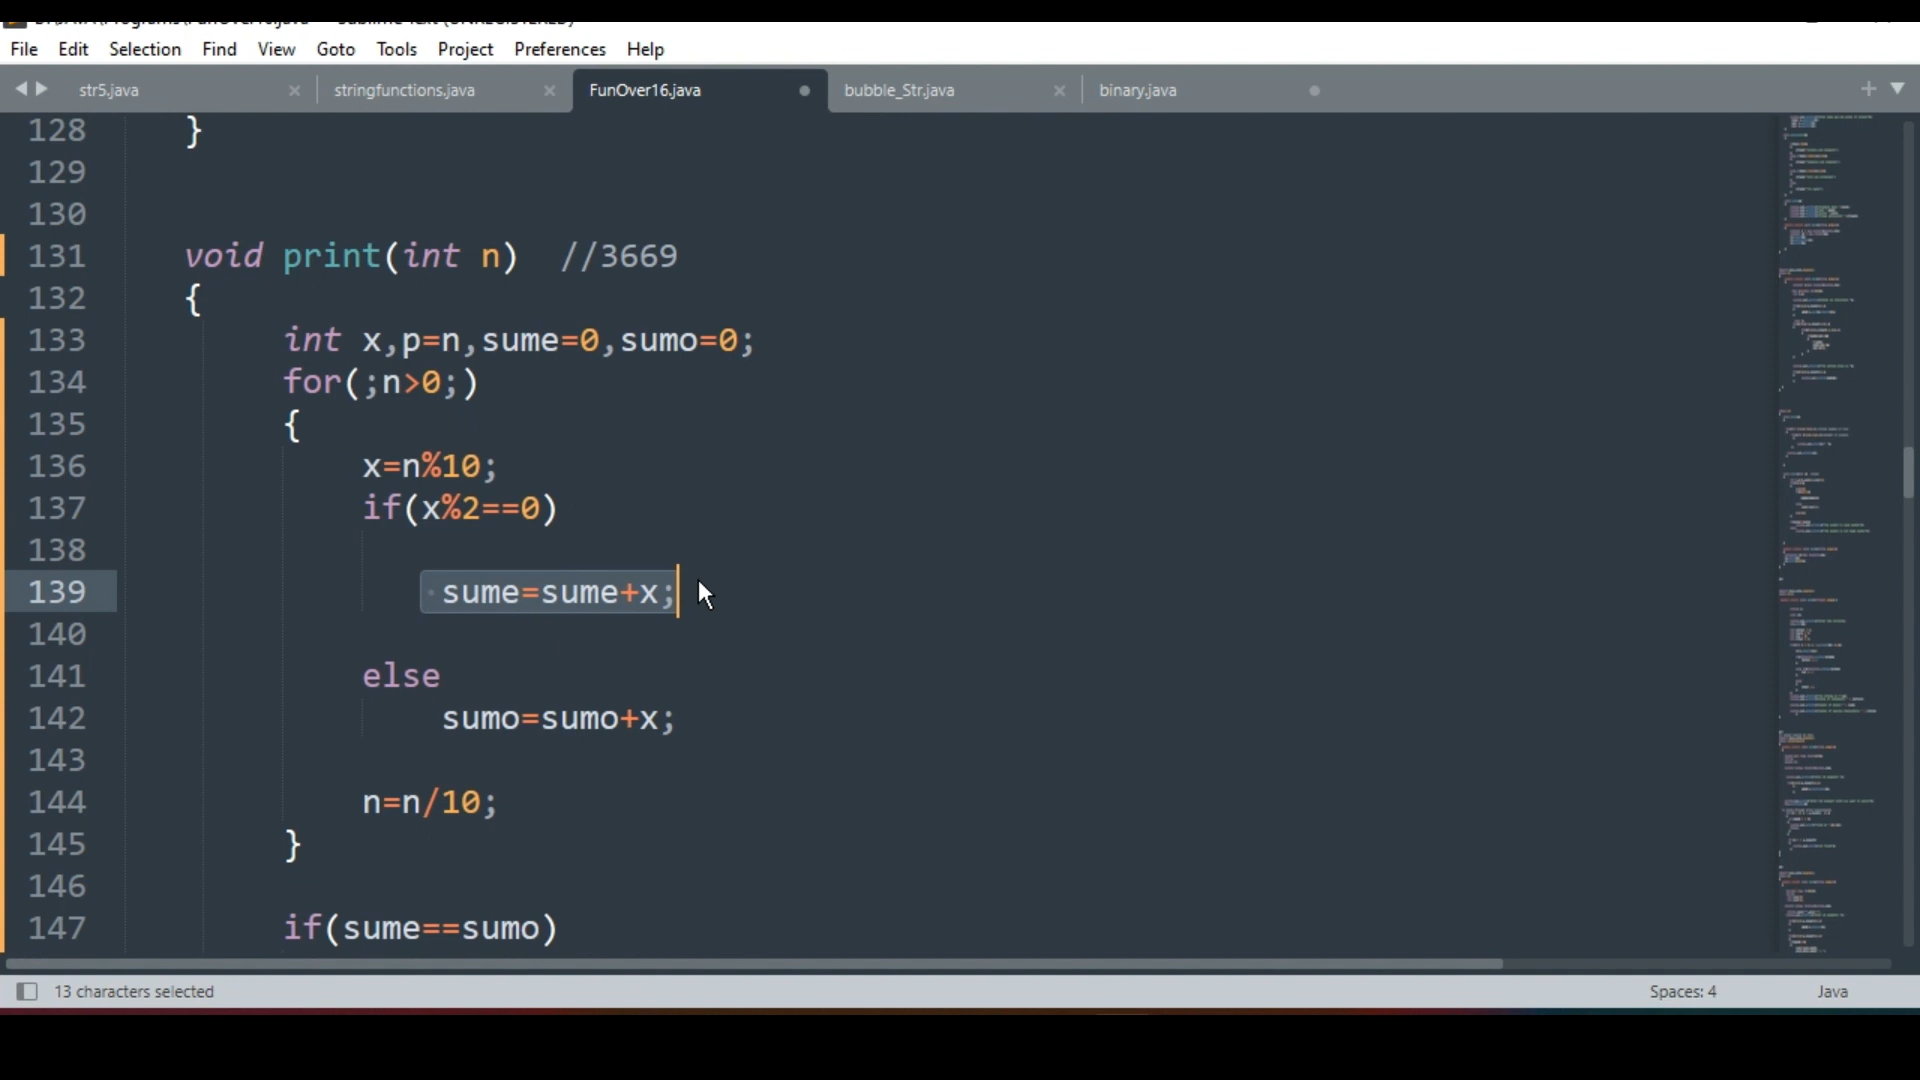 File Edit Selection Find View Goto Tools Project Preferences Help
str5.java stringfunctions.java FunOver16.java bubble_Str.java binary.java
128 }
129
130
131 void print(int n) //3669
132 {
133 int x,p=n,sume=0,sumo=0;
134 for(;n>0;)
135 {
136 x=n%10;
137 if(x%2==0)
138
139 sume=sume+x;
140
141 else
142 sumo=sumo+x;
143
144 n=n/10;
145 }
146
147 if(sume==sumo)
13 characters selected Spaces: 4 Java